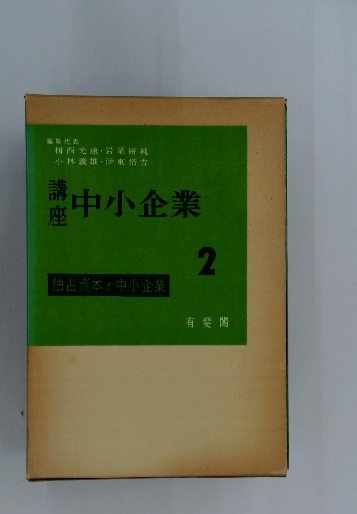 編集代表
楫西光速・岩尾裕純
小林義雄・伊東岱吉
講座 中小企業
2
独占資本と中小企業
有斐閣